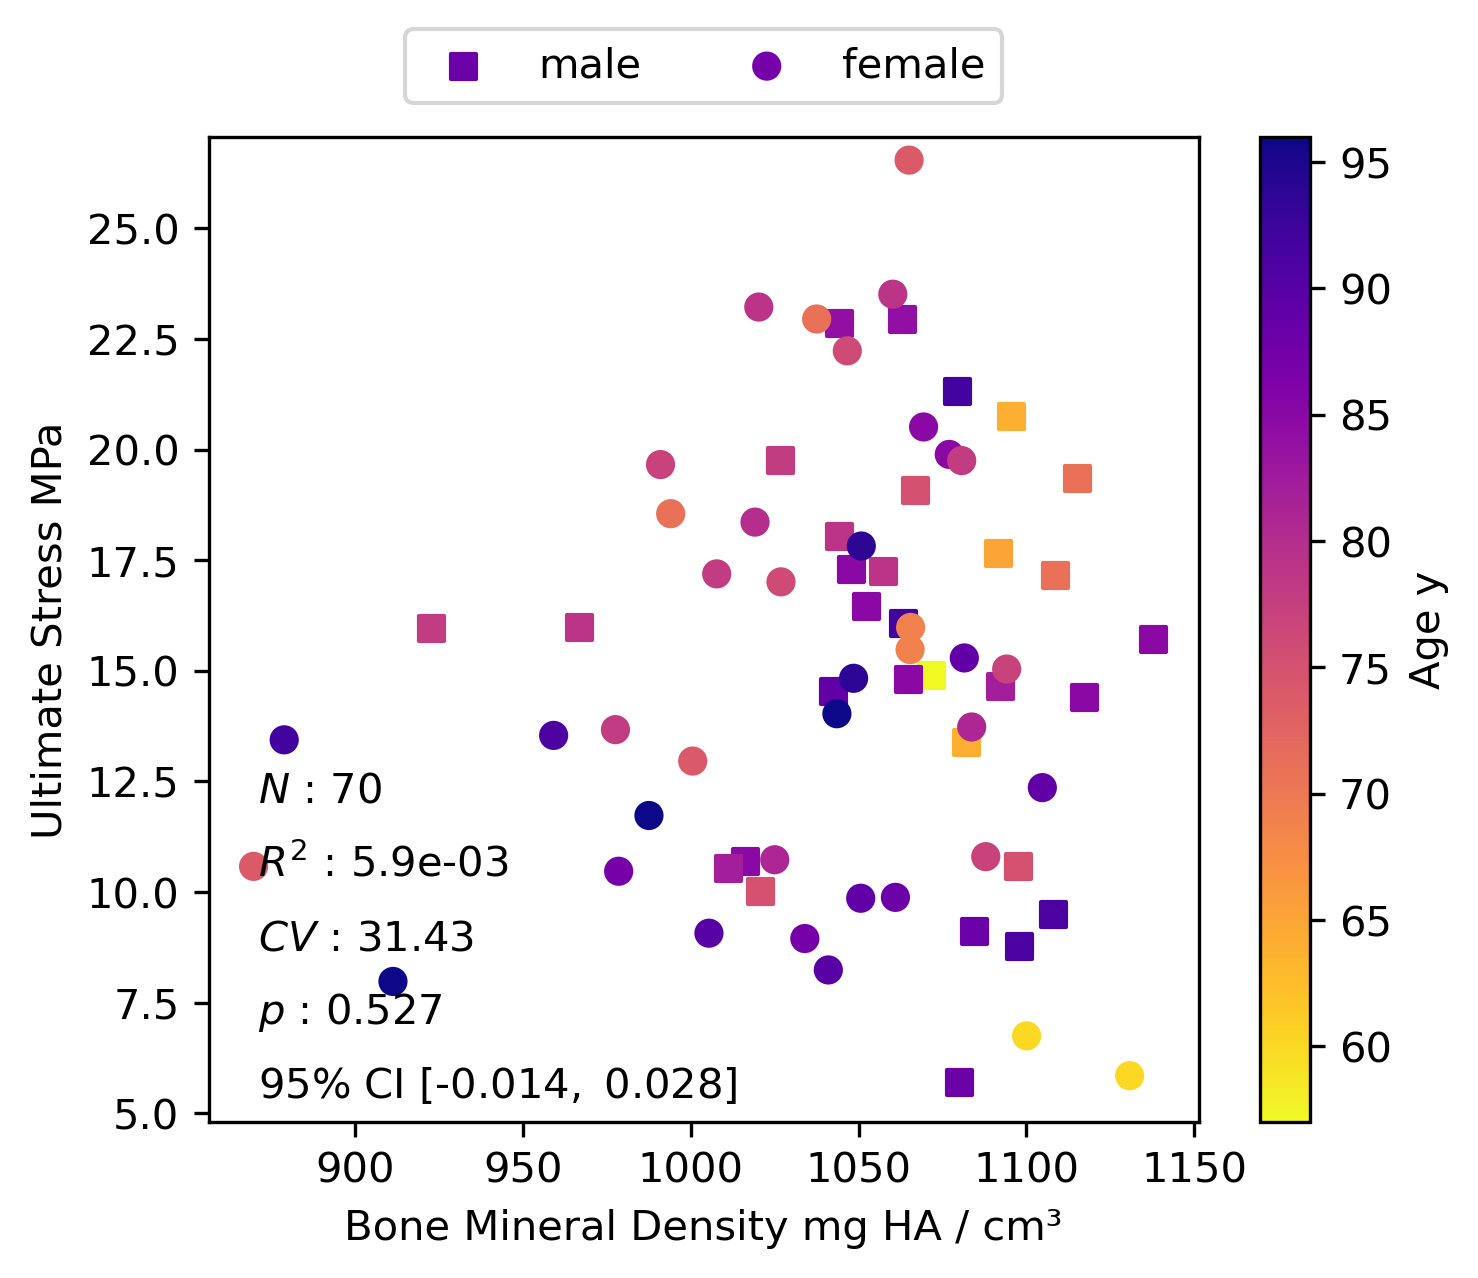 male female
25.0
22.5
20.0
17.5
15.0
12.5
10.0
7.5
5.0
Ultimate Stress MPa
N : 70
R² : 5.9e-03
CV : 31.43
p : 0.527
95% CI [-0.014, 0.028]
900 950 1000 1050 1100 1150
Bone Mineral Density mg HA / cm³
95
90
85
80
75
70
65
60
Age y